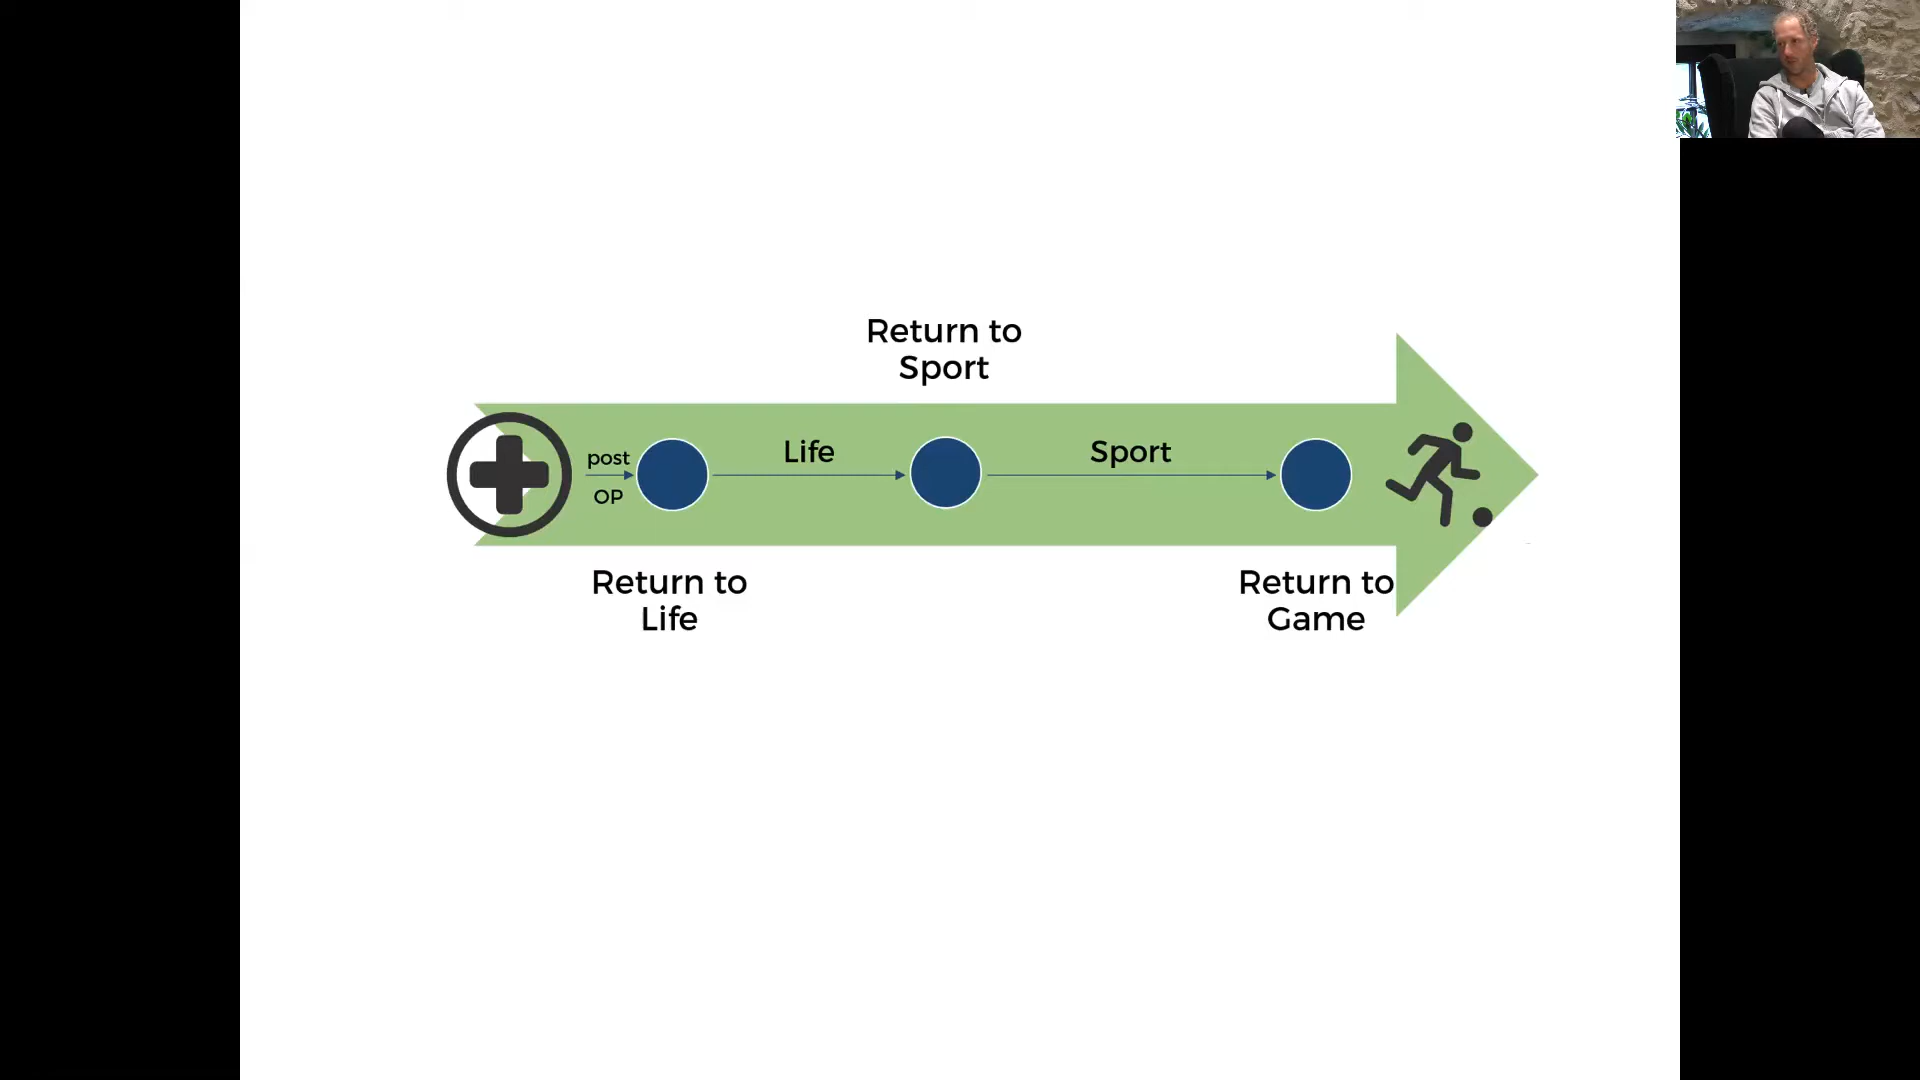 Return to
Sport
post
OP
Life
Sport
Return to
Life
Return to
Game